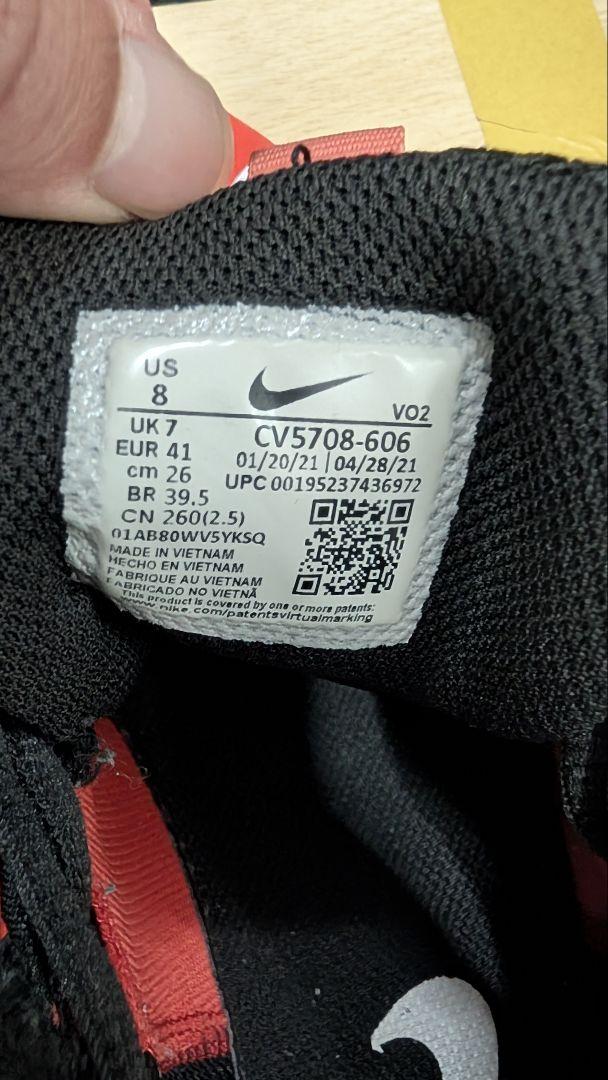 US
8
VO2
UK 7
CV5708-606
EUR 41
01/20/21 | 04/28/21
cm 26
UPC 00195237436972
BR 39.5
CN 260(2.5)
01AB80WV5YKSQ
MADE IN VIETNAM
HECHO EN VIETNAM
FABRIQUE AU VIETNAM
FABRICADO NO VIETNÃ
This product is covered by one or more patents:
www.nike.com/patentsvirtualmarking